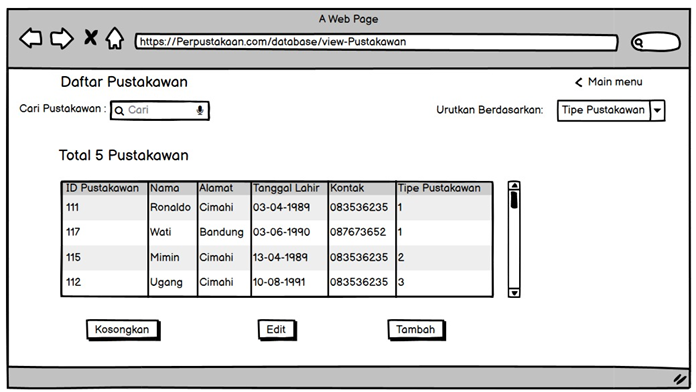 A Web Page
https://Perpustakaan.com/database/view-Pustakawan
Daftar Pustakawan
Main menu
Cari Pustakawan : Cari
Urutkan Berdasarkan: Tipe Pustakawan
Total 5 Pustakawan
ID Pustakawan Nama Alamat Tanggal Lahir Kontak Tipe Pustakawan
111 Ronaldo Cimahi 03-04-1989 083536235 1
117 Wati Bandung 03-06-1990 087673652 1
115 Mimin Cimahi 13-04-1989 083536235 2
112 Ugang Cimahi 10-08-1991 083536235 3
Kosongkan Edit Tambah